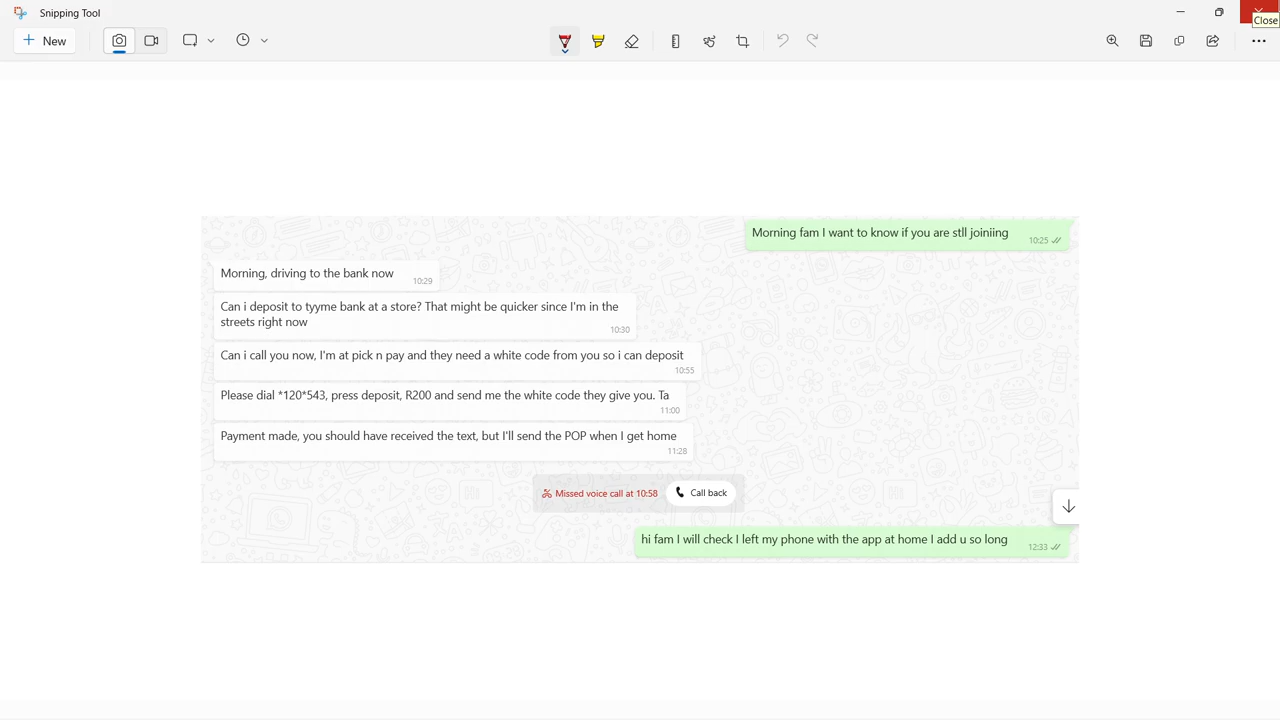 Snipping Tool
Close
New
Morning fam I want to know if you are stll joiniing
10:25
Morning, driving to the bank now
10:29
Can i deposit to tyyme bank at a store? That might be quicker since I'm in the
streets right now
10:30
Can i call you now, I'm at pick n pay and they need a white code from you so i can deposit
10:55
Please dial *120*543, press deposit, R200 and send me the white code they give you. Ta
11:00
Payment made, you should have received the text, but I'll send the POP when I get home
11:28
Missed voice call at 10:58 Call back
hi fam I will check I left my phone with the app at home I add u so long
12:33